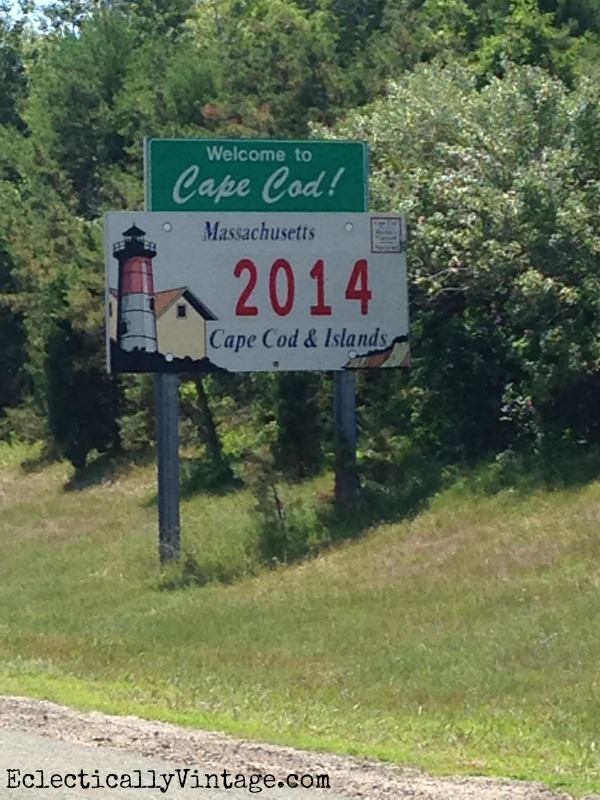 Welcome to
Cape Cod!
Massachusetts
2014
Cape Cod & Islands
EclecticallyVintage.com